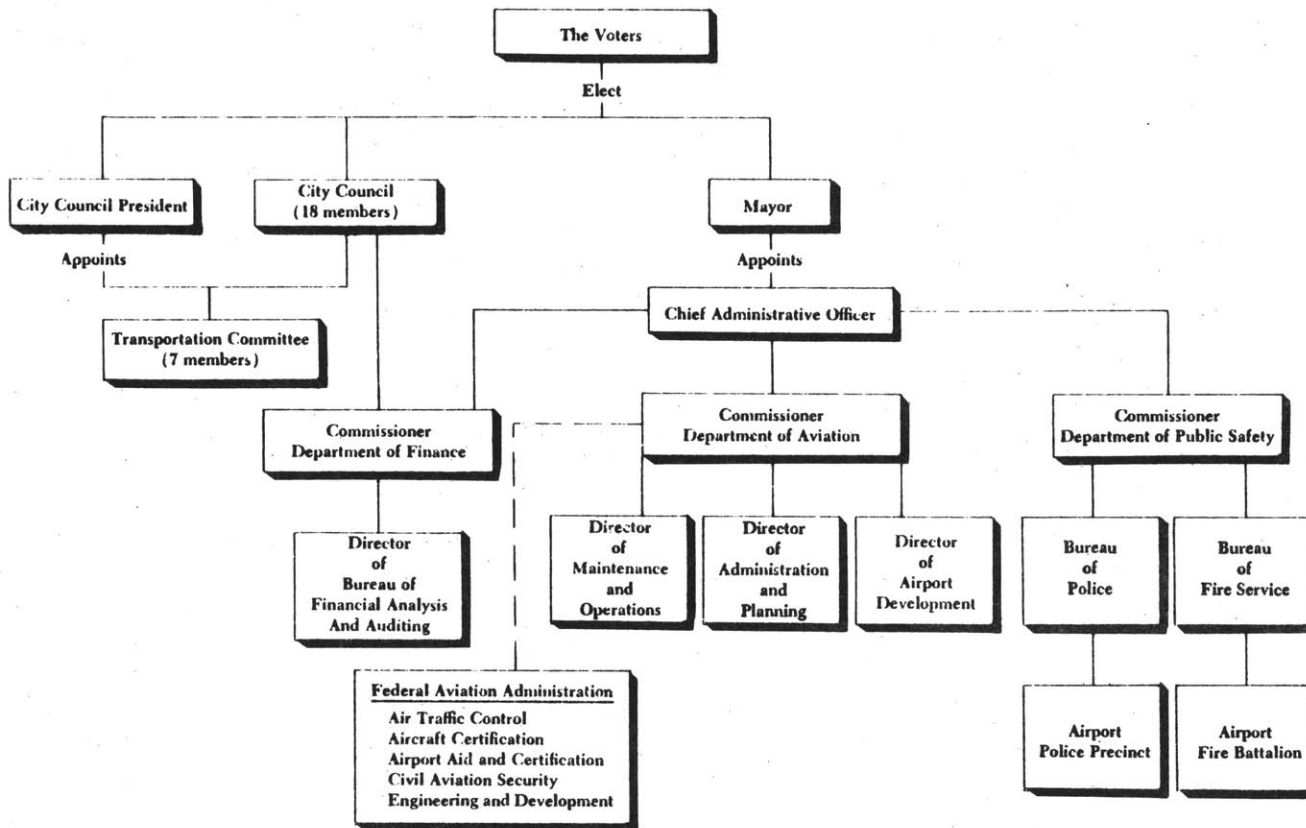 The Voters
Elect
City Council President
City Council
(18 members)
Mayor
Appoints
Appoints
Chief Administrative Officer
Transportation Committee
(7 members)
Commissioner
Department of Finance
Commissioner
Department of Aviation
Commissioner
Department of Public Safety
Director
of
Bureau of
Financial Analysis
And Auditing
Director
of
Maintenance
and
Operations
Director
of
Administration
and
Planning
Director
of
Airport
Development
Bureau
of
Police
Bureau
of
Fire Service
Federal Aviation Administration
Air Traffic Control
Aircraft Certification
Airport Aid and Certification
Civil Aviation Security
Engineering and Development
Airport
Police Precinct
Airport
Fire Battalion